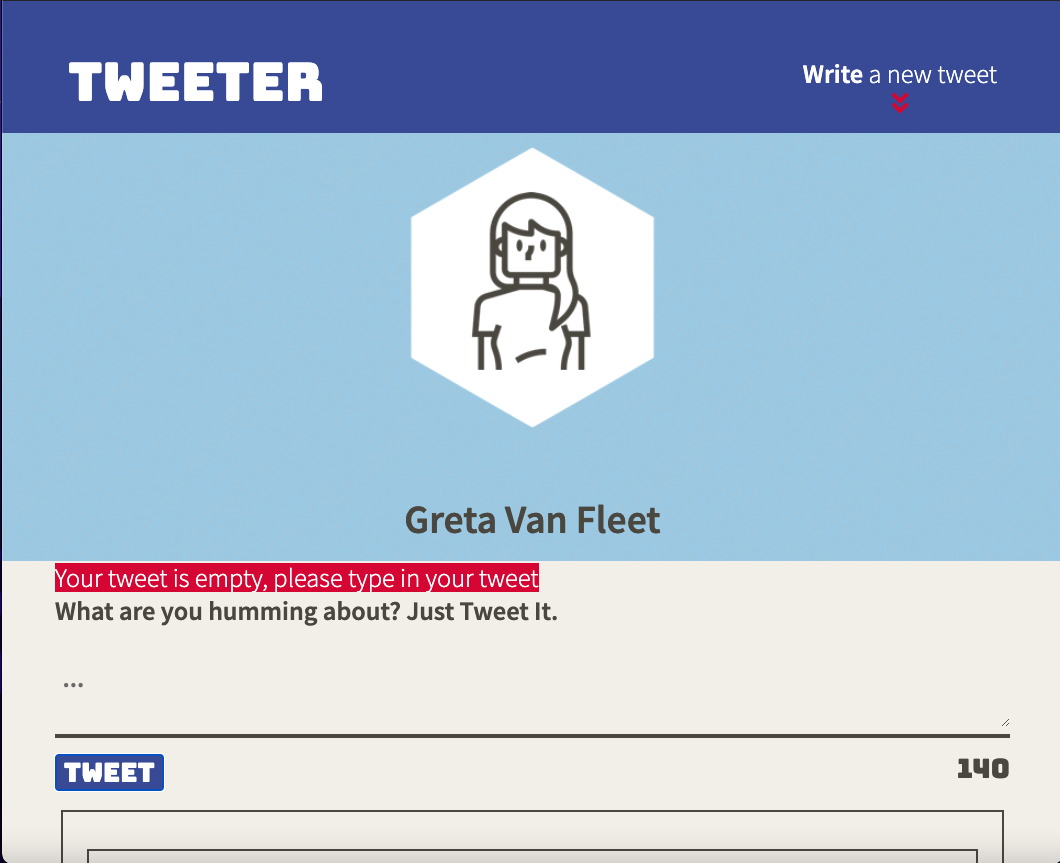 TWEETER
Write a new tweet
Greta Van Fleet
Your tweet is empty, please type in your tweet
What are you humming about? Just Tweet It.
...
TWEET
140